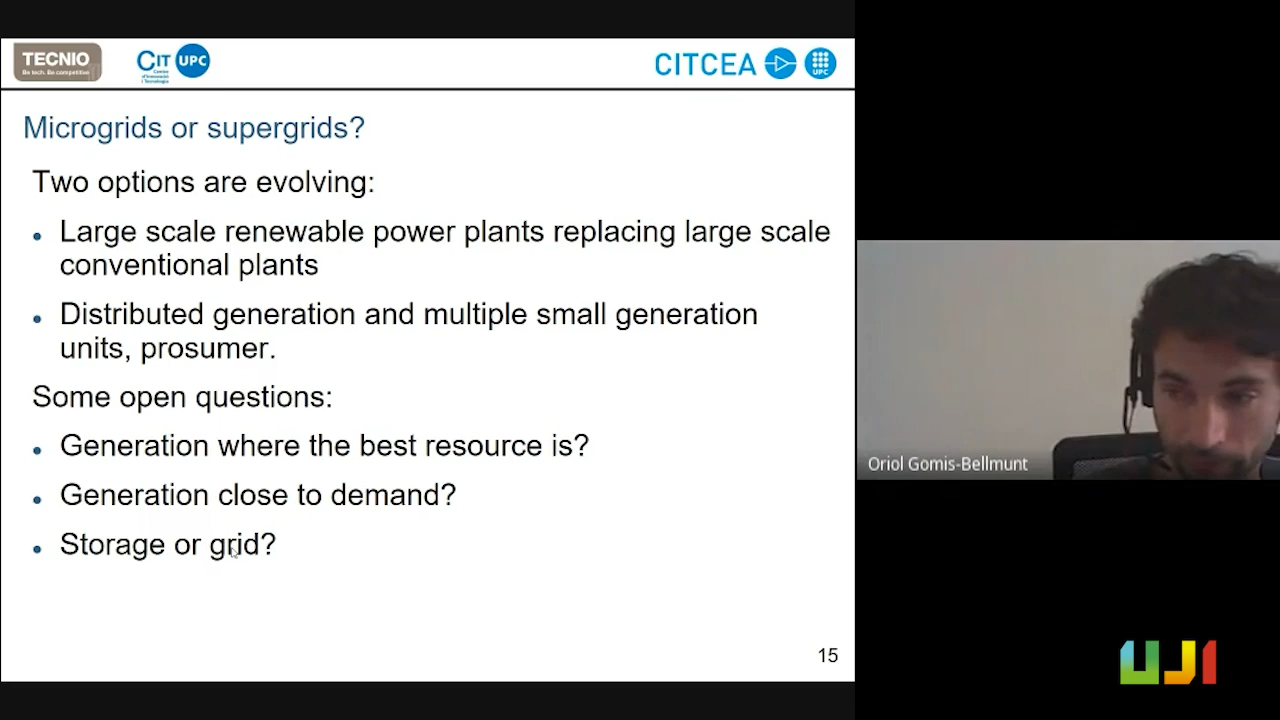 TECNIO
Be tech. Be competitive
CIT
UPC
Centre
d'Innovació
i Tecnologia
CITCEA
UPC
Microgrids or supergrids?
Two options are evolving:
• Large scale renewable power plants replacing large scale
conventional plants
• Distributed generation and multiple small generation
units, prosumer.
Some open questions:
• Generation where the best resource is?
• Generation close to demand?
• Storage or grid?
15
Oriol Gomis-Bellmunt
UJI